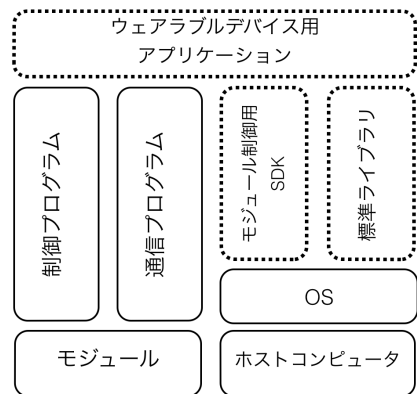 ウェアラブルデバイス用
アプリケーション
制御プログラム
通信プログラム
モジュール制御用
SDK
標準ライブラリ
OS
モジュール
ホストコンピュータ